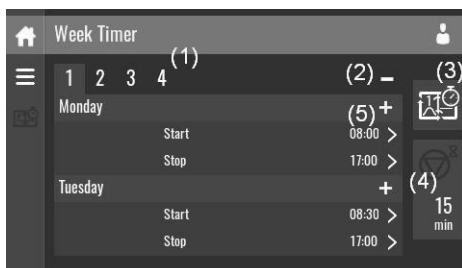 Week Timer
1 2 3 4 (1) (2) – (3)
Monday (5) +
Start 08:00 >
Stop 17:00 >
Tuesday + (4)
Start 08:30 >
Stop 17:00 >
15
min